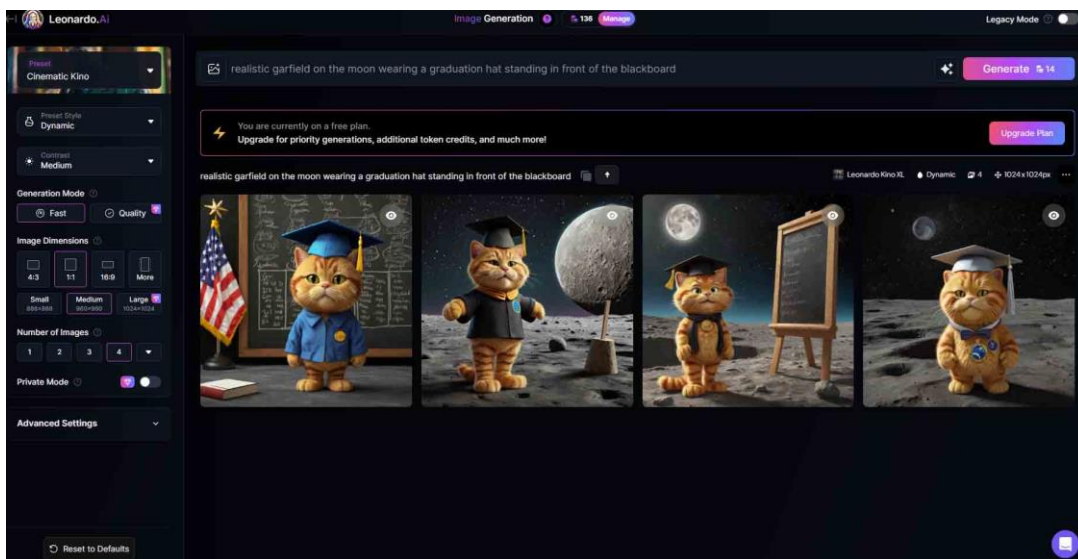 Leonardo.Ai
Image Generation
136
Manage
Legacy Mode
Preset
Cinematic Kino
realistic garfield on the moon wearing a graduation hat standing in front of the blackboard
Generate 14
Preset Style
Dynamic
You are currently on a free plan.
Upgrade for priority generations, additional token credits, and much more!
Upgrade Plan
Contrast
Medium
realistic garfield on the moon wearing a graduation hat standing in front of the blackboard
Leonardo Kino XL
Dynamic
4
1024x1024px
Generation Mode
Fast
Quality
Image Dimensions
4:3
1:1
16:9
More
Small
Medium
Large
960×960
1024×1024
Number of Images
1
2
3
4
Private Mode
Advanced Settings
Reset to Defaults